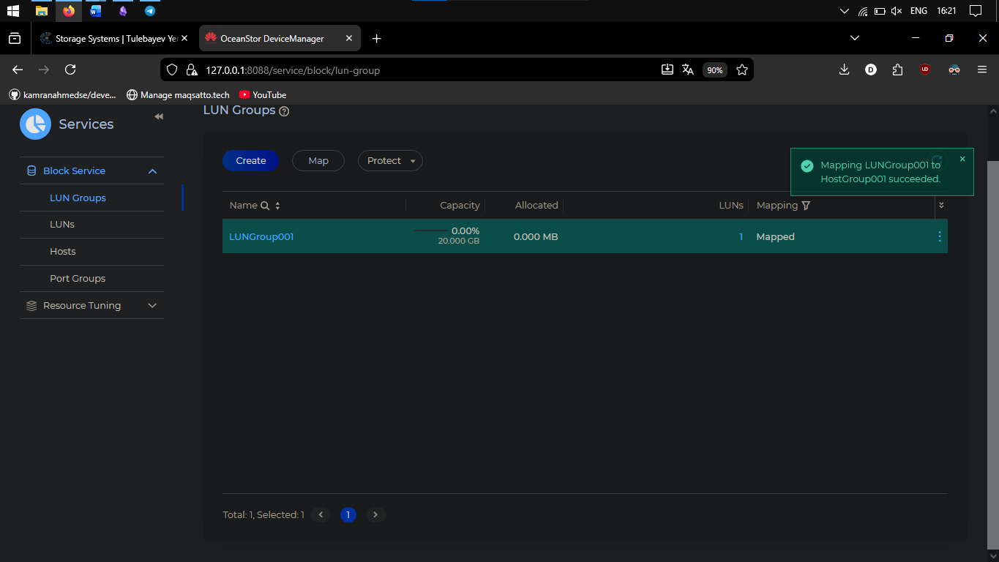 ENG 16:21
Storage Systems | Tulebayev Yer
OceanStor DeviceManager
127.0.0.1:8088/service/block/lun-group
90%
kamranahmedse/deve...
Manage maqsatto.tech
YouTube
Services
LUN Groups
Create
Map
Protect
Mapping LUNGroup001 to
HostGroup001 succeeded.
Block Service
LUN Groups
LUNs
Hosts
Port Groups
Resource Tuning
Name
Capacity
Allocated
LUNs
Mapping
LUNGroup001
0.00%
20.000 GB
0.000 MB
1
Mapped
Total: 1, Selected: 1
1